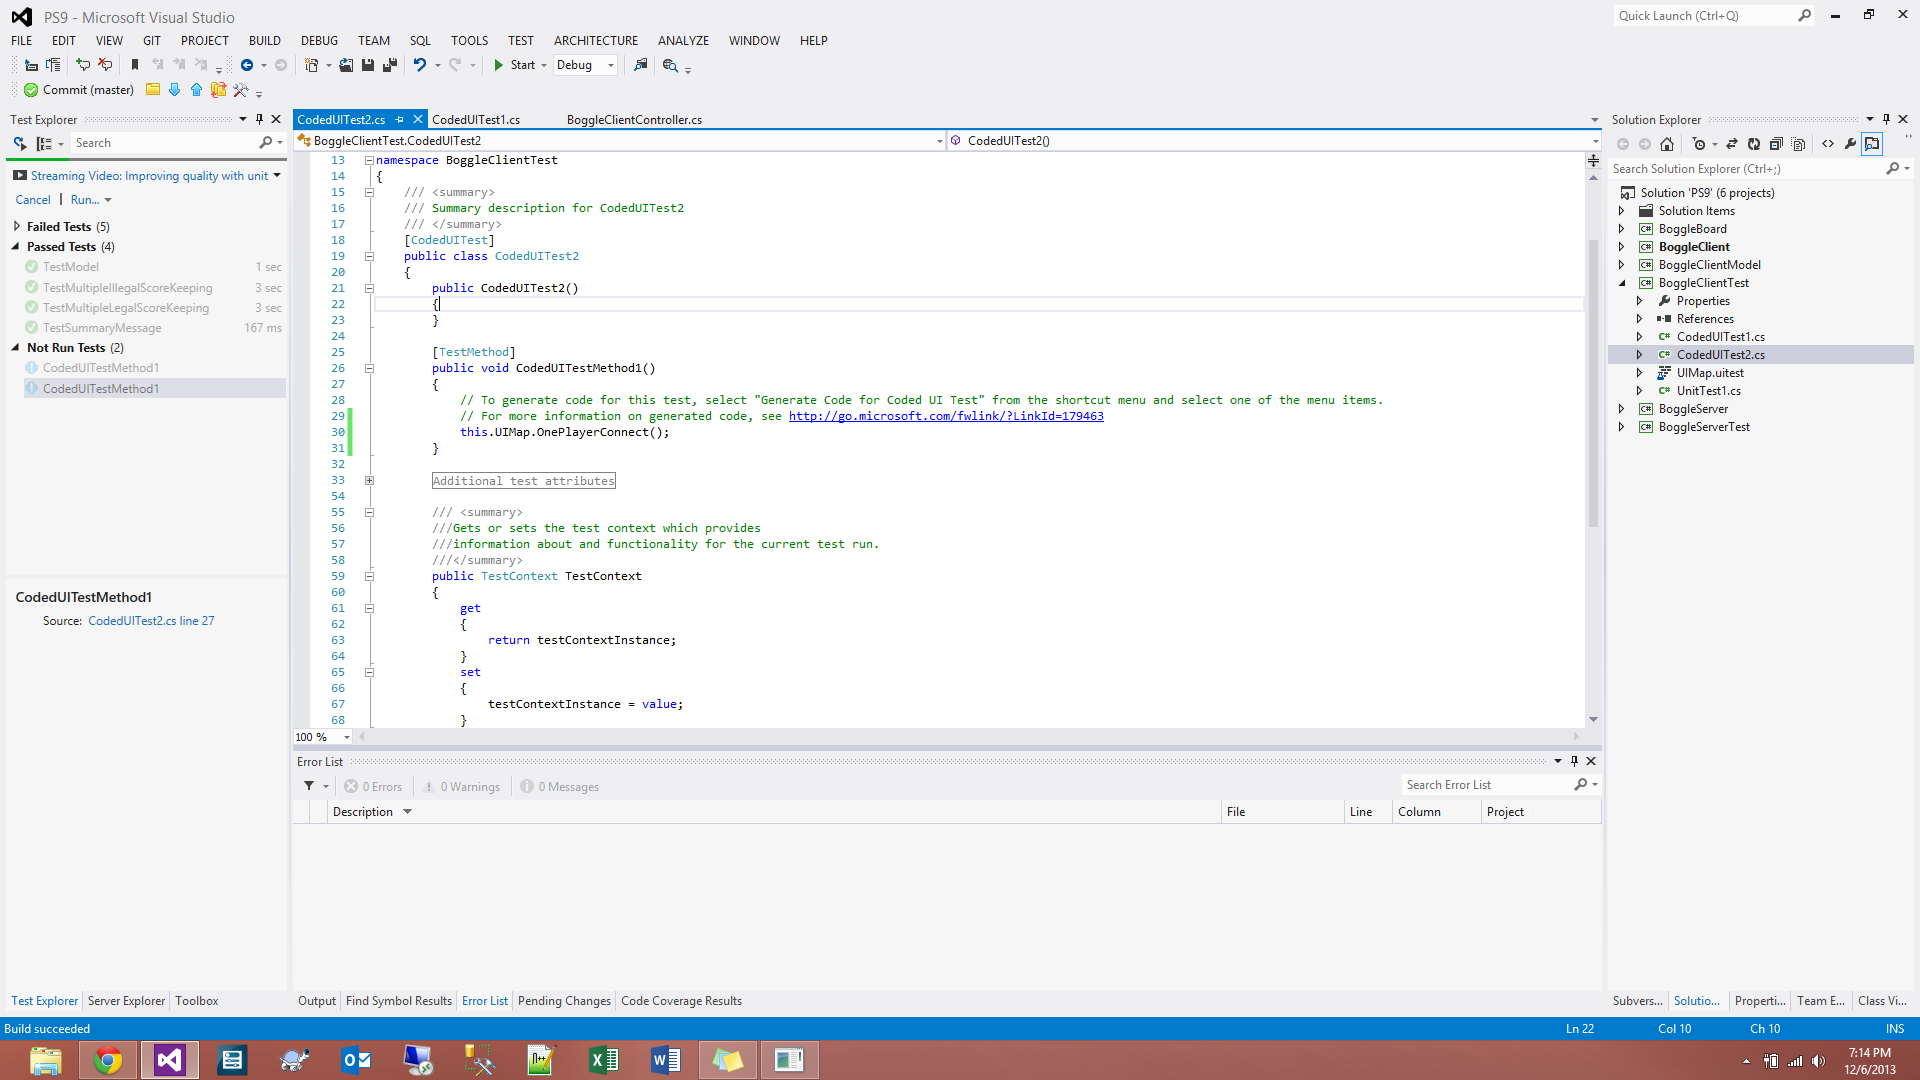 PS9 - Microsoft Visual Studio
Quick Launch (Ctrl+Q)
FILE EDIT VIEW GIT PROJECT BUILD DEBUG TEAM SQL TOOLS TEST ARCHITECTURE ANALYZE WINDOW HELP
Start Debug
Commit (master)
Test Explorer
Search
Streaming Video: Improving quality with unit
Cancel | Run...
Failed Tests (5)
Passed Tests (4)
TestModel 1 sec
TestMultipleIllegalScoreKeeping 3 sec
TestMultipleLegalScoreKeeping 3 sec
TestSummaryMessage 167 ms
Not Run Tests (2)
CodedUITestMethod1
CodedUITestMethod1
CodedUITestMethod1
Source: CodedUITest2.cs line 27
Test Explorer Server Explorer Toolbox
CodedUITest2.cs CodedUITest1.cs BoggleClientController.cs
BoggleClientTest.CodedUITest2 CodedUITest2()
13 namespace BoggleClientTest
14 {
15 /// <summary>
16 /// Summary description for CodedUITest2
17 /// </summary>
18 [CodedUITest]
19 public class CodedUITest2
20 {
21 public CodedUITest2()
22 {
23 }
24
25 [TestMethod]
26 public void CodedUITestMethod1()
27 {
28 // To generate code for this test, select "Generate Code for Coded UI Test" from the shortcut menu and select one of the menu items.
29 // For more information on generated code, see http://go.microsoft.com/fwlink/?LinkId=179463
30 this.UIMap.OnePlayerConnect();
31 }
32
33 Additional test attributes
54
55 /// <summary>
56 ///Gets or sets the test context which provides
57 ///information about and functionality for the current test run.
58 ///</summary>
59 public TestContext TestContext
60 {
61 get
62 {
63 return testContextInstance;
64 }
65 set
66 {
67 testContextInstance = value;
68 }
100 %
Error List
0 Errors 0 Warnings 0 Messages
Search Error List
Description File Line Column Project
Output Find Symbol Results Error List Pending Changes Code Coverage Results
Solution Explorer
Search Solution Explorer (Ctrl+;)
Solution 'PS9' (6 projects)
Solution Items
BoggleBoard
BoggleClient
BoggleClientModel
BoggleClientTest
Properties
References
CodedUITest1.cs
CodedUITest2.cs
UIMap.uitest
UnitTest1.cs
BoggleServer
BoggleServerTest
Subvers... Solutio... Properti... Team E... Class Vi...
Build succeeded Ln 22 Col 10 Ch 10 INS
7:14 PM
12/6/2013